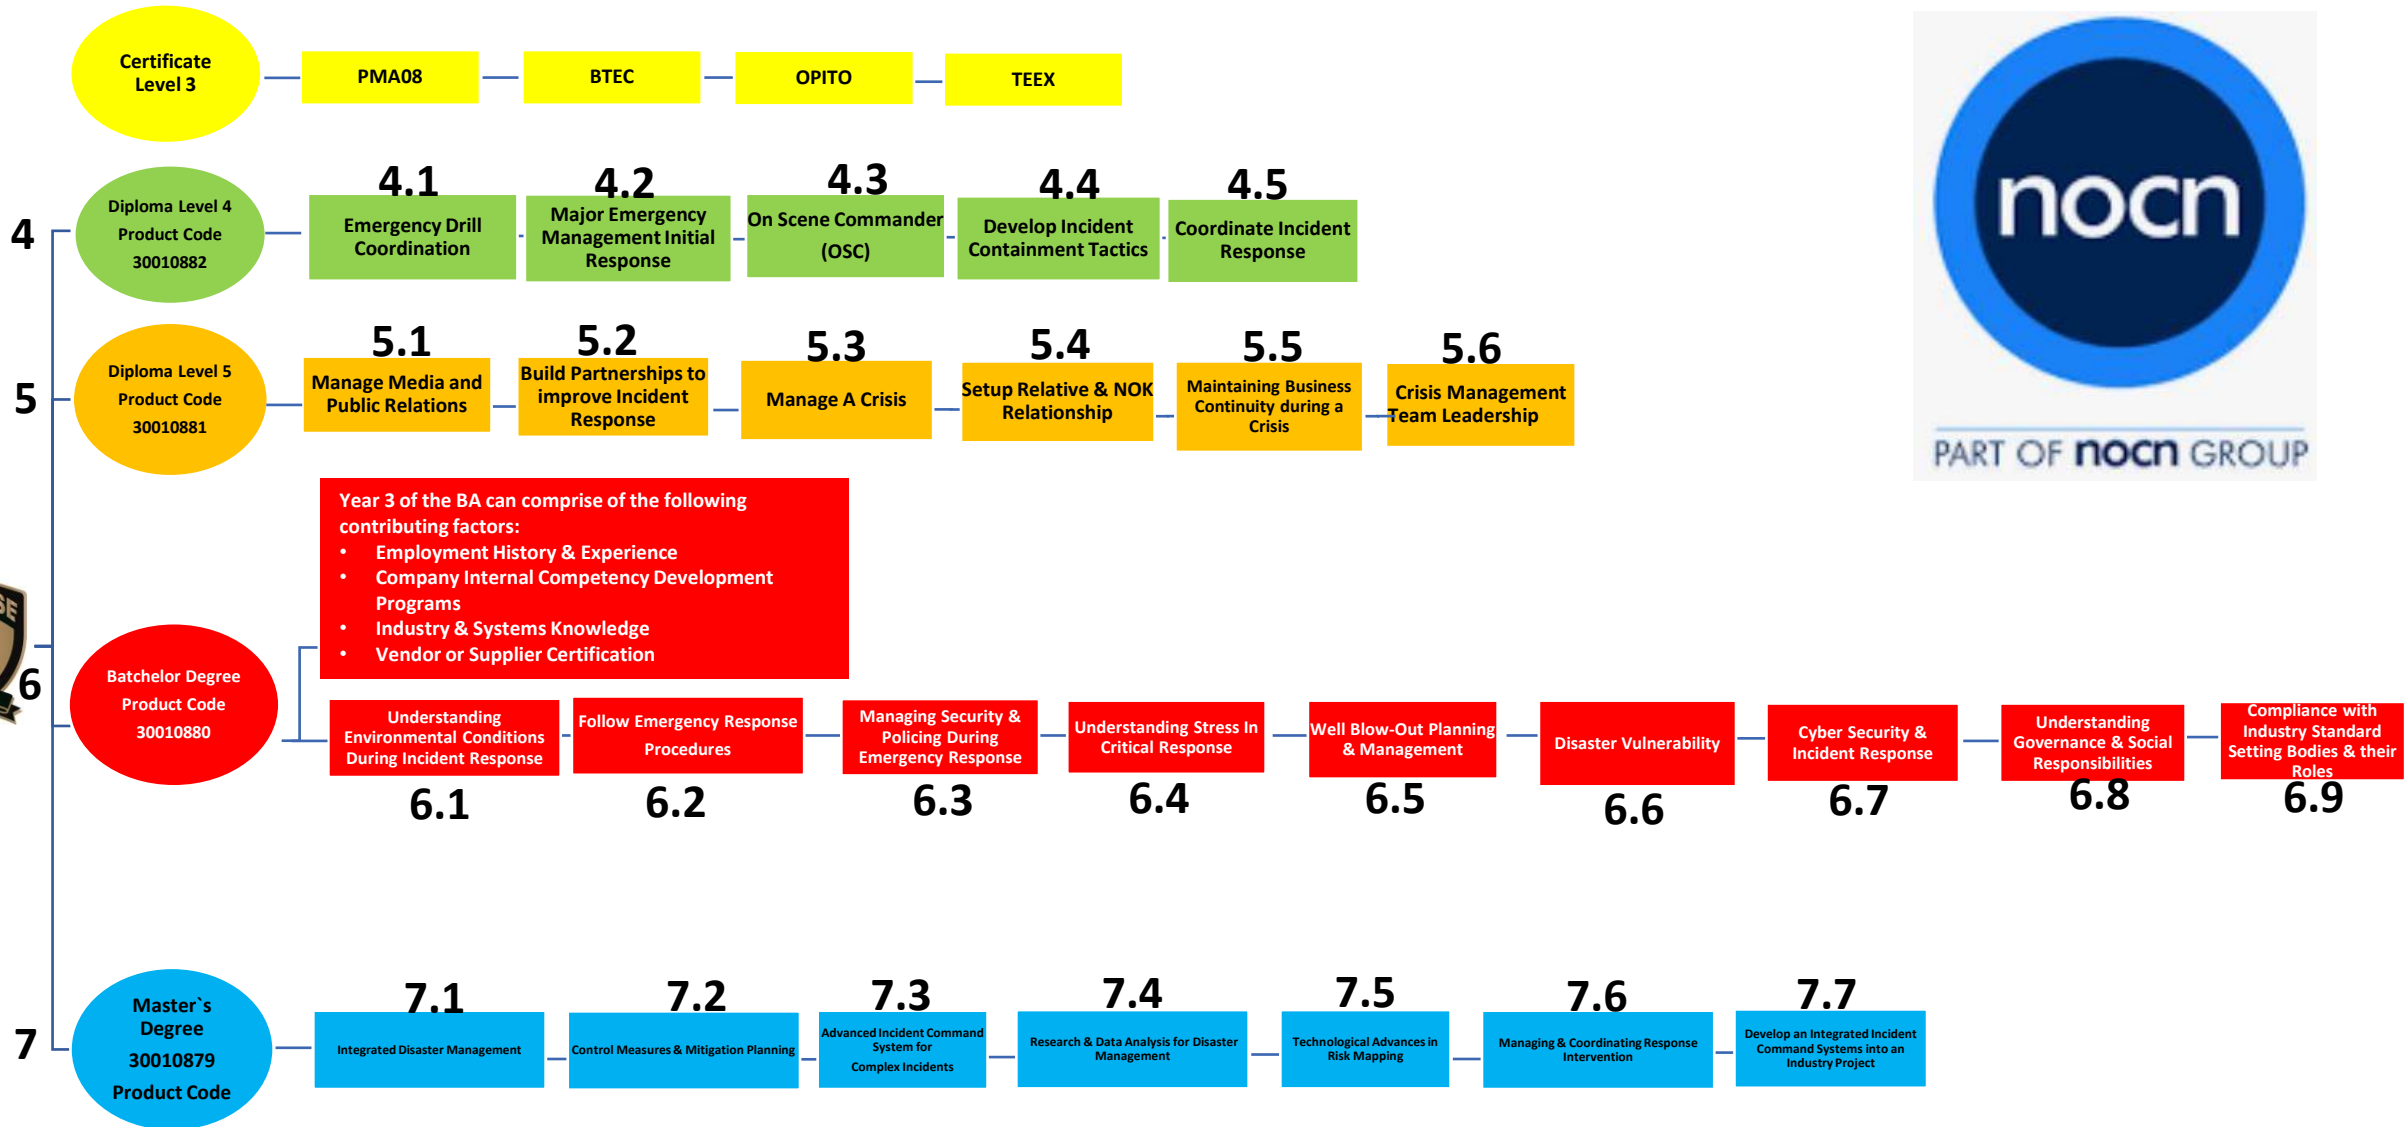 Certificate
Level 3
PMA08
BTEC
OPITO
TEEX
nocn
PART OF nocn GROUP
4
Diploma Level 4
Product Code
30010882
4.1
Emergency Drill
Coordination
4.2
Major Emergency
Management Initial
Response
4.3
On Scene Commander
(OSC)
4.4
Develop Incident
Containment Tactics
4.5
Coordinate Incident
Response
5
Diploma Level 5
Product Code
30010881
5.1
Manage Media and
Public Relations
5.2
Build Partnerships to
improve Incident
Response
5.3
Manage A Crisis
5.4
Setup Relative & NOK
Relationship
5.5
Maintaining Business
Continuity during a
Crisis
5.6
Crisis Management
Team Leadership
Year 3 of the BA can comprise of the following
contributing factors:
• Employment History & Experience
• Company Internal Competency Development
Programs
• Industry & Systems Knowledge
• Vendor or Supplier Certification
6
Batchelor Degree
Product Code
30010880
Understanding
Environmental Conditions
During Incident Response
6.1
Follow Emergency Response
Procedures
6.2
Managing Security &
Policing During
Emergency Response
6.3
Understanding Stress In
Critical Response
6.4
Well Blow-Out Planning
& Management
6.5
Disaster Vulnerability
6.6
Cyber Security &
Incident Response
6.7
Understanding
Governance & Social
Responsibilities
6.8
Compliance with
Industry Standard
Setting Bodies & their
Roles
6.9
7
Master`s
Degree
30010879
Product Code
7.1
Integrated Disaster Management
7.2
Control Measures & Mitigation Planning
7.3
Advanced Incident Command
System for
Complex Incidents
7.4
Research & Data Analysis for Disaster
Management
7.5
Technological Advances in
Risk Mapping
7.6
Managing & Coordinating Response
Intervention
7.7
Develop an Integrated Incident
Command Systems into an
Industry Project